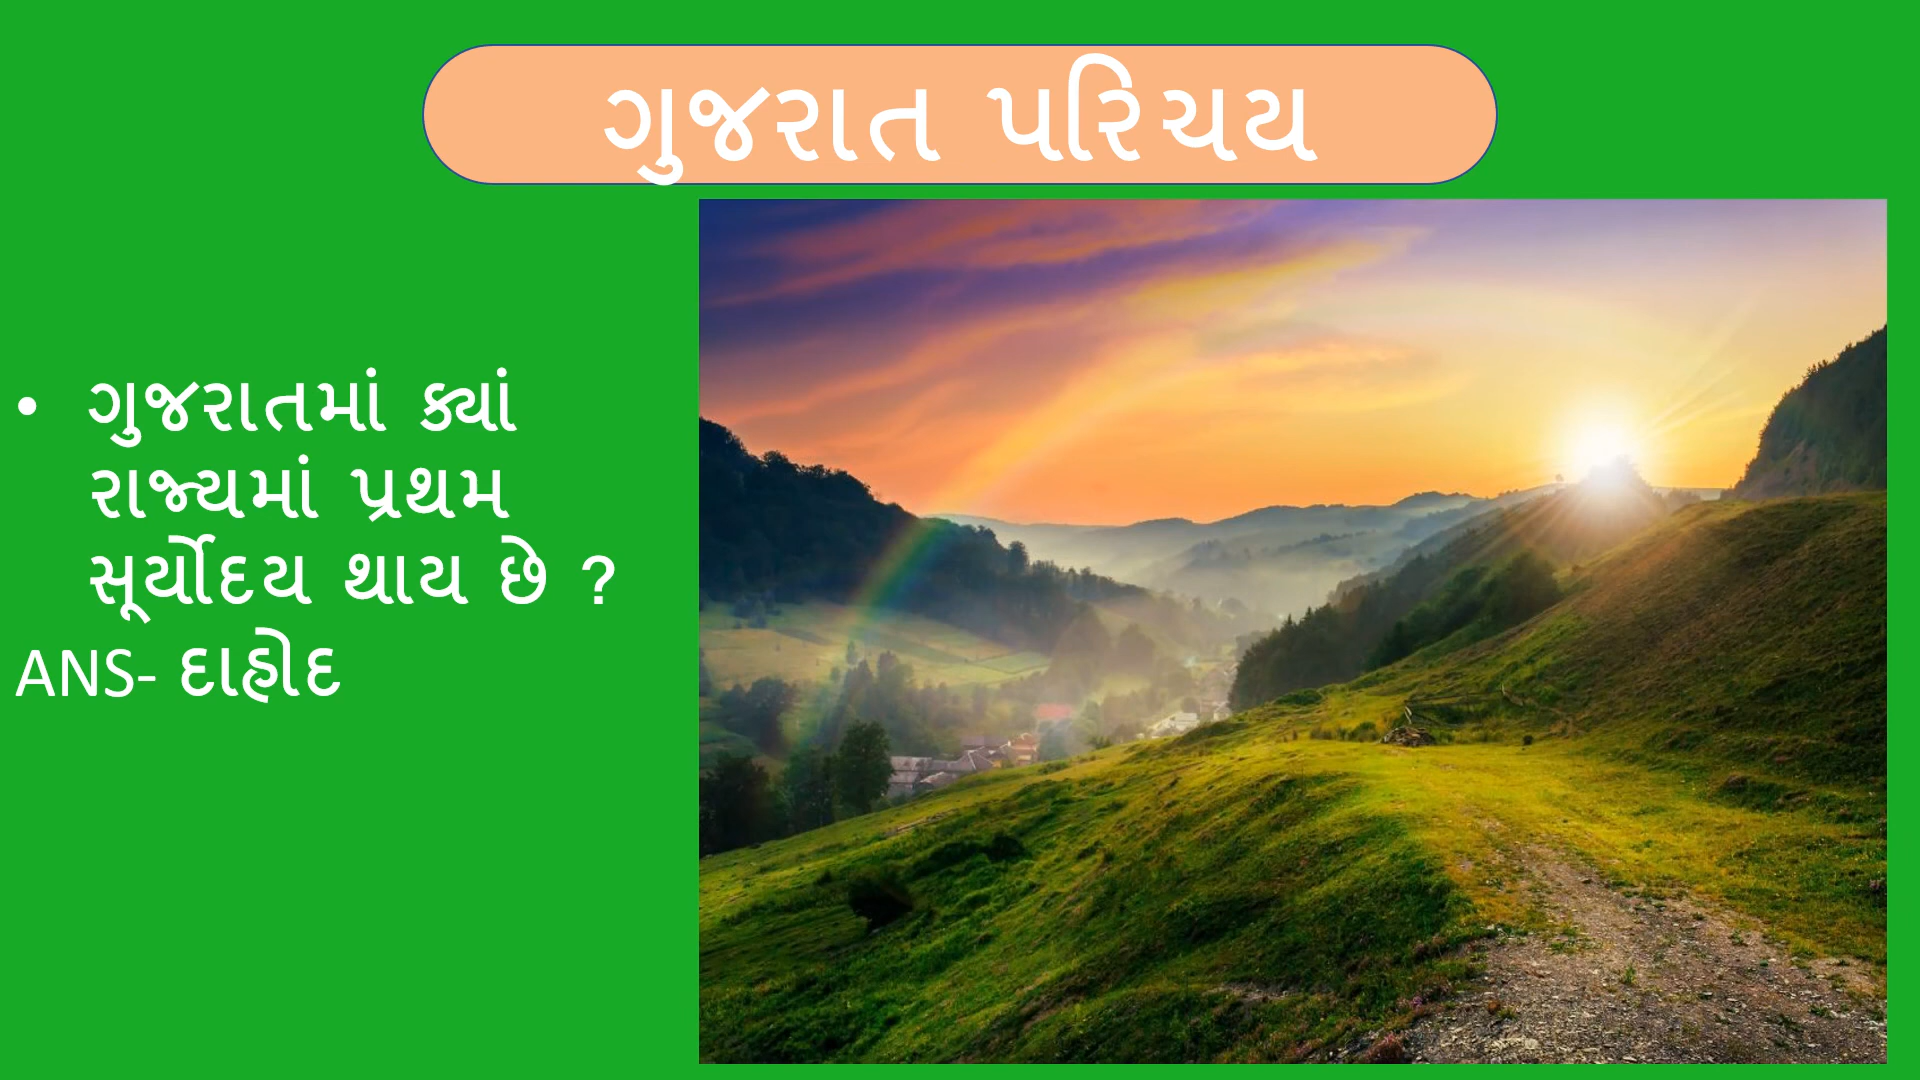 ગુજરાત પરિચય
• ગુજરાતમાં ક્યાં
રાજ્યમાં પ્રથમ
સૂર્યોદય થાય છે ?
ANS- દાહોદ